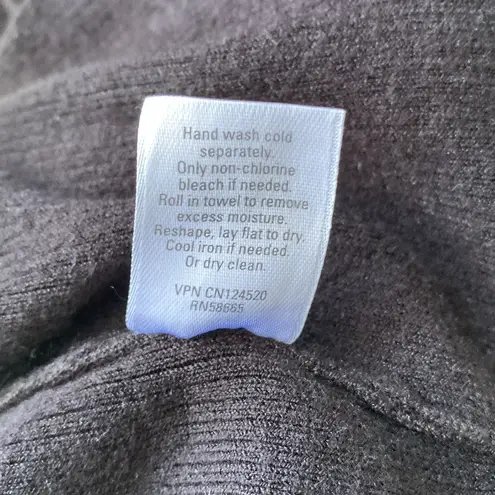 Hand wash cold
separately.
Only non-chlorine
bleach if needed.
Roll in towel to remove
excess moisture.
Reshape, lay flat to dry.
Cool iron if needed.
Or dry clean.
VPN CN124520
RN58665